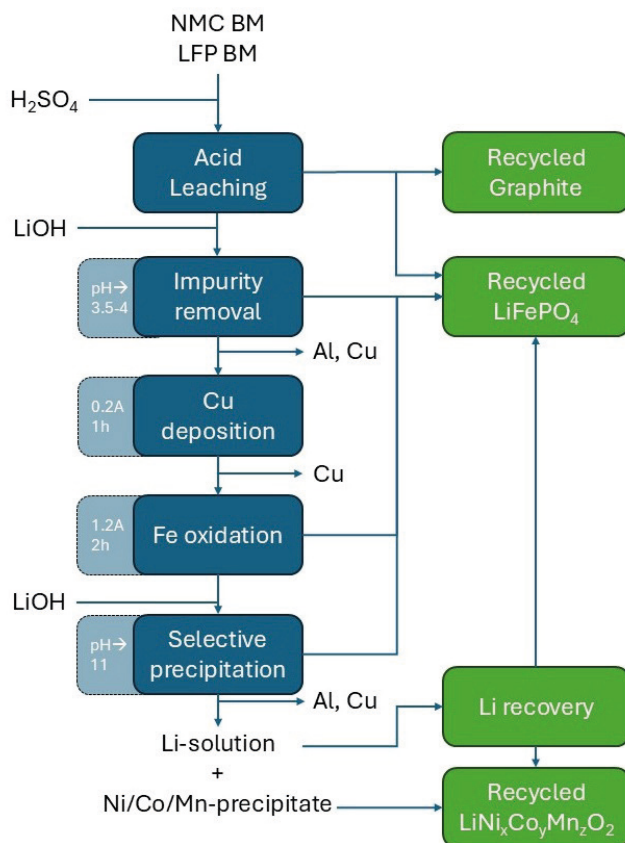 NMC BM
LFP BM
H₂SO₄
Acid
Leaching
Recycled
Graphite
LiOH
pH→
3.5-4
Impurity
removal
Recycled
LiFePO₄
Al, Cu
0.2A
1h
Cu
deposition
Cu
1.2A
2h
Fe oxidation
LiOH
pH→
11
Selective
precipitation
Al, Cu
Li recovery
Li-solution
+
Ni/Co/Mn-precipitate
Recycled
LiNiₓCoᵧMn_zO₂